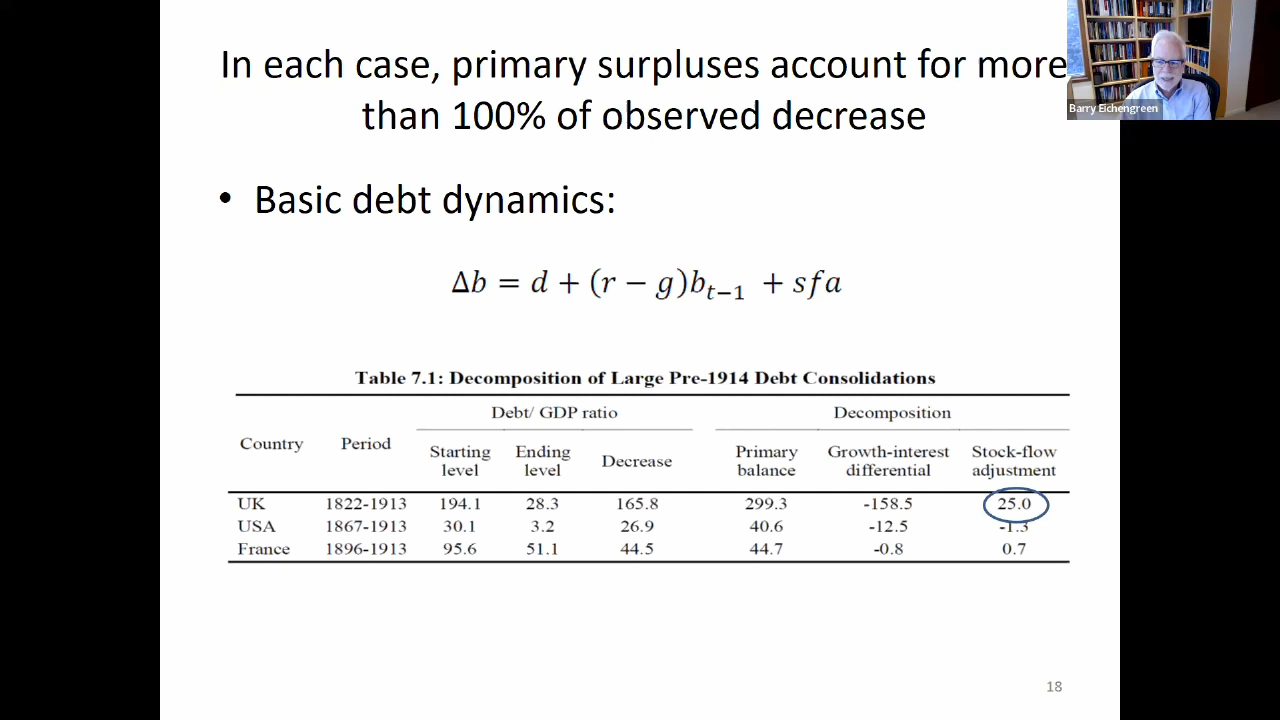 In each case, primary surpluses account for more
than 100% of observed decrease
Barry Eichengreen
• Basic debt dynamics:
Δb = d + (r − g)b_{t−1} + sfa
Table 7.1: Decomposition of Large Pre-1914 Debt Consolidations
Debt/ GDP ratio Decomposition
Country Period Starting level Ending level Decrease Primary balance Growth-interest differential Stock-flow adjustment
UK 1822-1913 194.1 28.3 165.8 299.3 -158.5 25.0
USA 1867-1913 30.1 3.2 26.9 40.6 -12.5 -1.3
France 1896-1913 95.6 51.1 44.5 44.7 -0.8 0.7
18